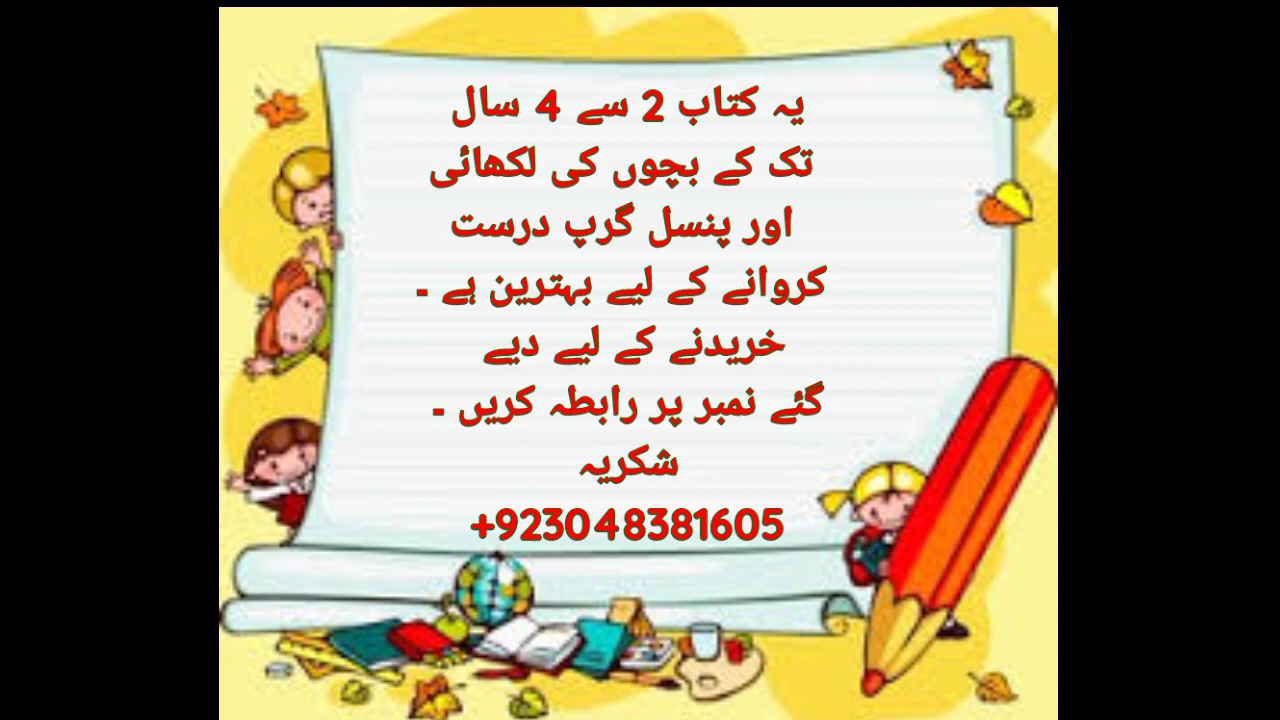 یہ کتاب 2 سے 4 سال
تک کے بچوں کی لکھائی
اور پنسل گرپ درست
کروانے کے لیے بہترین ہے ۔
خریدنے کے لیے دیے
گئے نمبر پر رابطہ کریں ۔
شکریہ
+923048381605